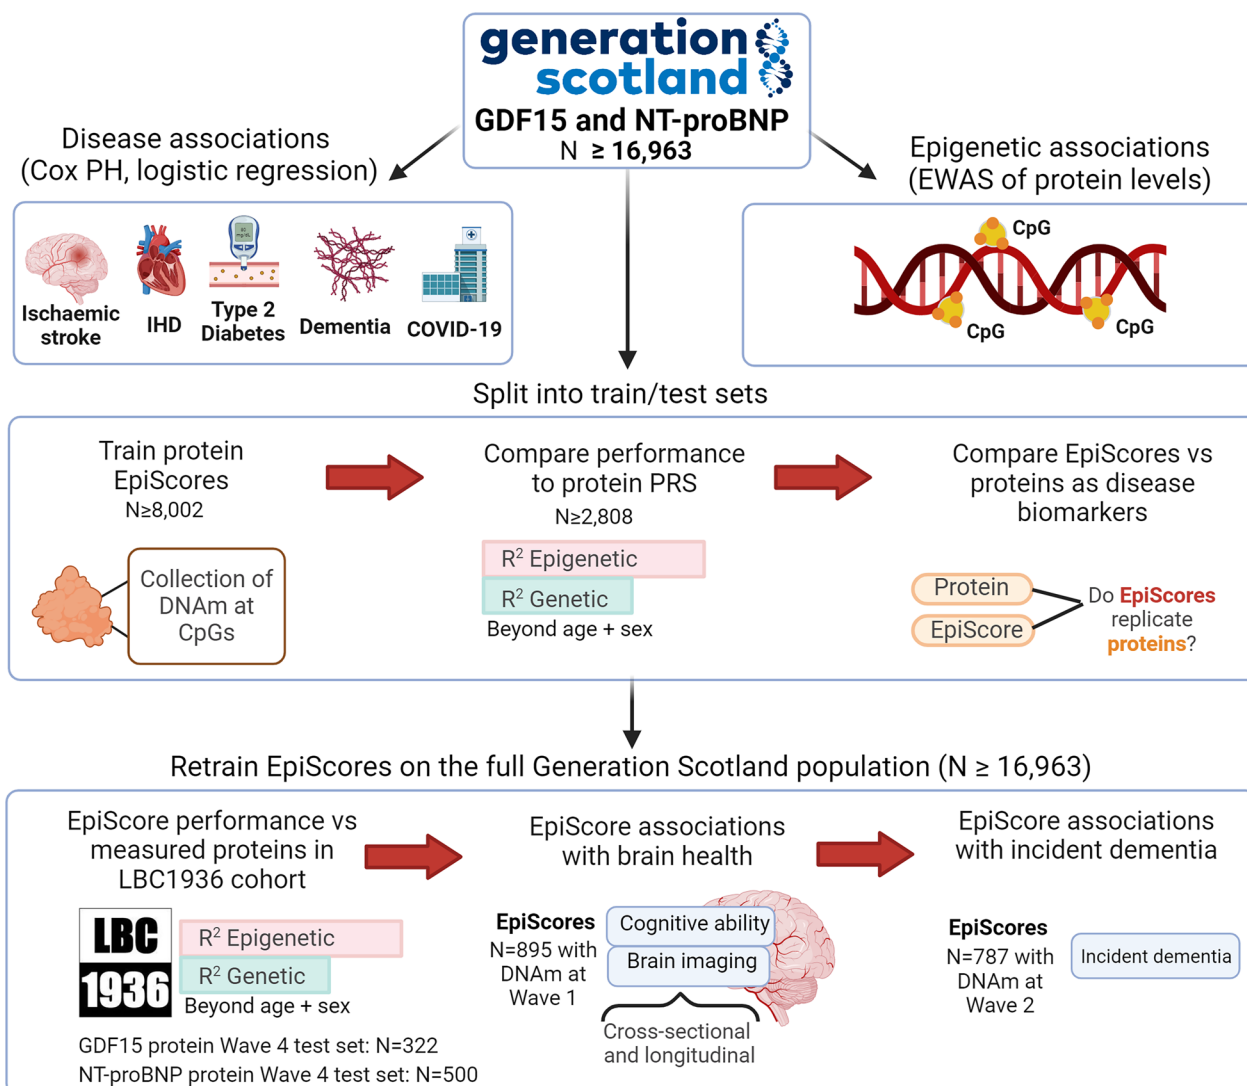 generation
scotland
GDF15 and NT-proBNP
N ≥ 16,963
Disease associations
(Cox PH, logistic regression)
Ischaemic
stroke
IHD
Type 2
Diabetes
Dementia
COVID-19
Epigenetic associations
(EWAS of protein levels)
CpG
CpG
CpG
Split into train/test sets
Train protein
EpiScores
N≥8,002
Collection of
DNAm at
CpGs
Compare performance
to protein PRS
N≥2,808
R² Epigenetic
R² Genetic
Beyond age + sex
Compare EpiScores vs
proteins as disease
biomarkers
Protein
EpiScore
Do EpiScores
replicate
proteins?
Retrain EpiScores on the full Generation Scotland population (N ≥ 16,963)
EpiScore performance vs
measured proteins in
LBC1936 cohort
LBC
1936
R² Epigenetic
R² Genetic
Beyond age + sex
GDF15 protein Wave 4 test set: N=322
NT-proBNP protein Wave 4 test set: N=500
EpiScore associations
with brain health
EpiScores
N=895 with
DNAm at
Wave 1
Cognitive ability
Brain imaging
Cross-sectional
and longitudinal
EpiScore associations
with incident dementia
EpiScores
N=787 with
DNAm at
Wave 2
Incident dementia